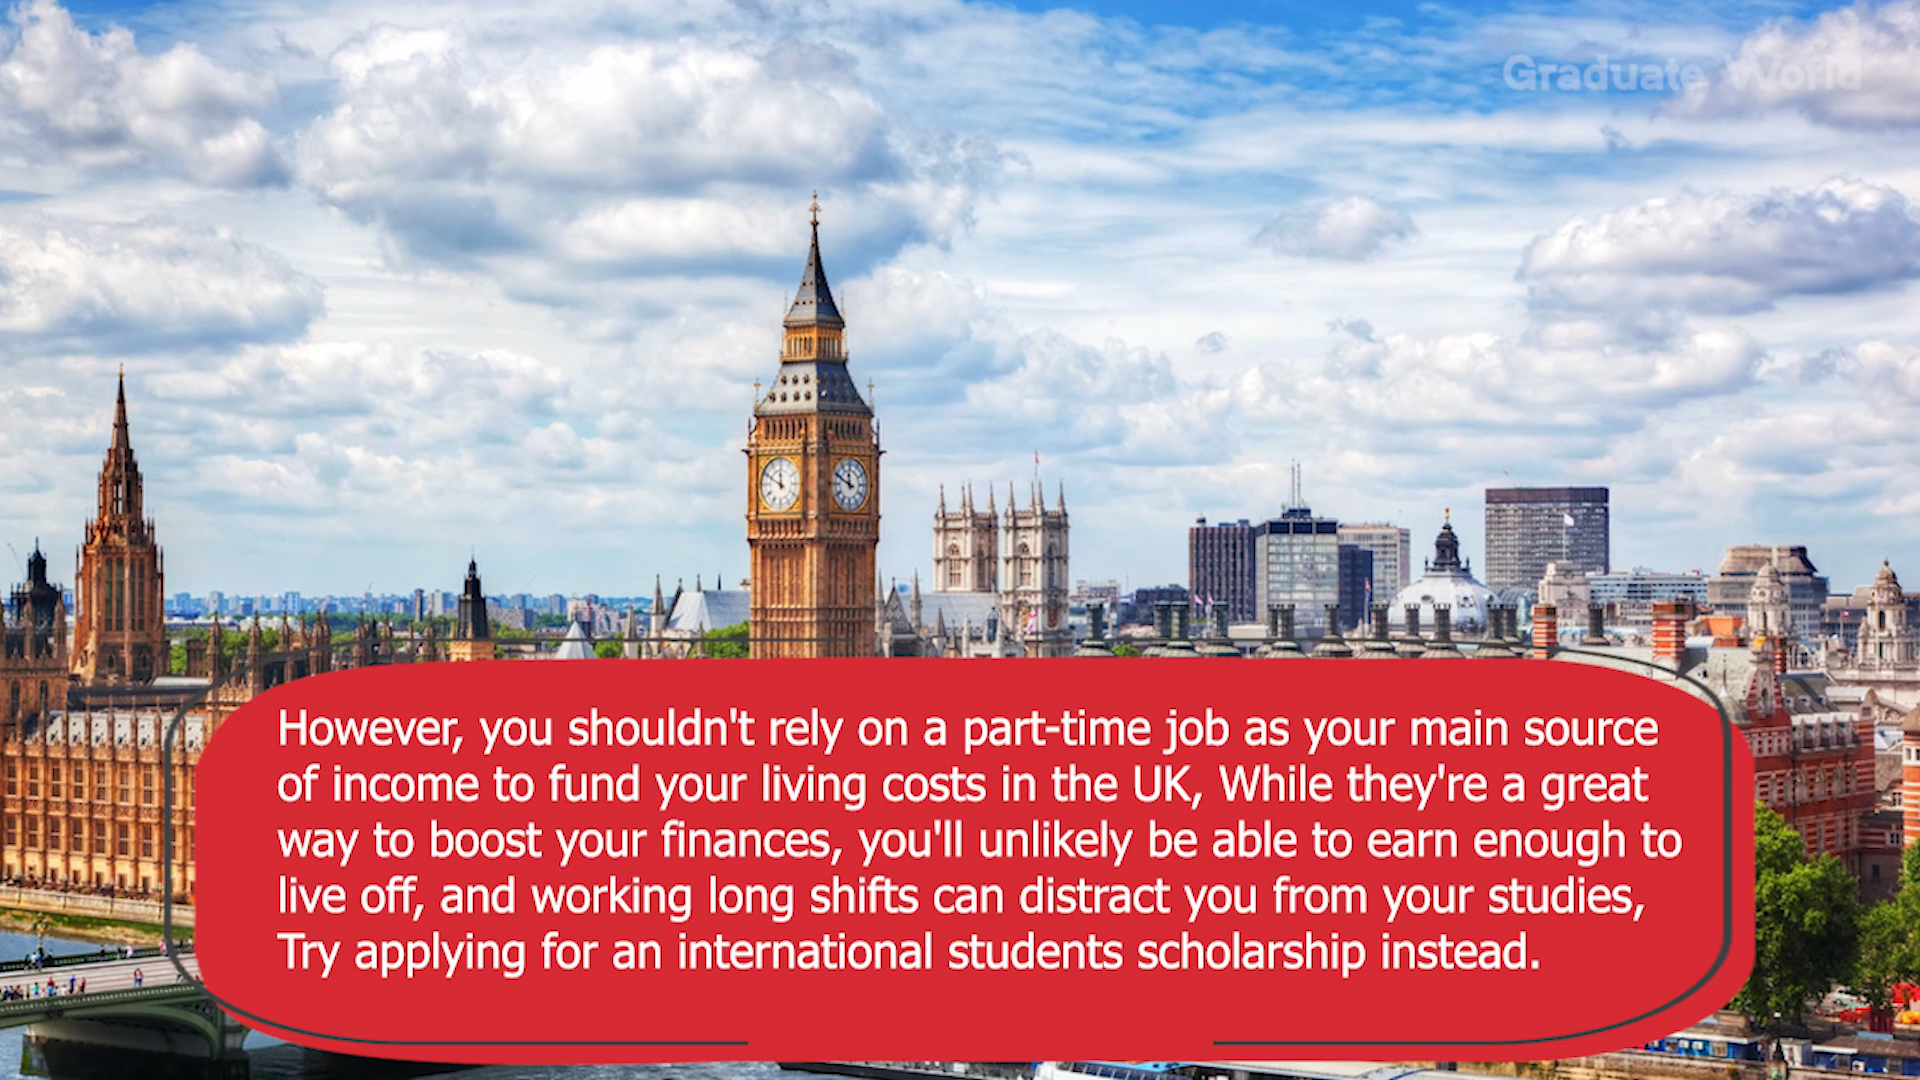 Graduate World
However, you shouldn't rely on a part-time job as your main source
of income to fund your living costs in the UK, While they're a great
way to boost your finances, you'll unlikely be able to earn enough to
live off, and working long shifts can distract you from your studies,
Try applying for an international students scholarship instead.